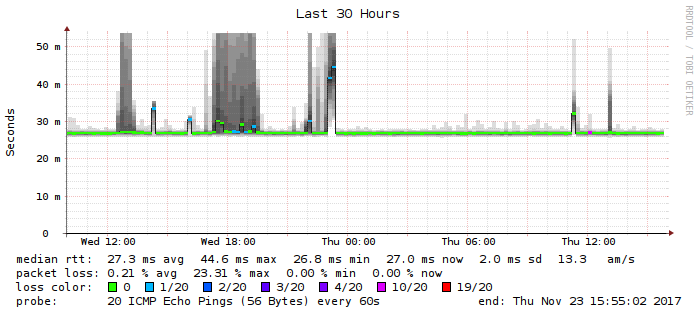 Last 30 Hours
RRDTOOL / TOBI OETIKER
Seconds
50 m
40 m
30 m
20 m
10 m
0
Wed 12:00 Wed 18:00 Thu 00:00 Thu 06:00 Thu 12:00
median rtt: 27.3 ms avg 44.6 ms max 26.8 ms min 27.0 ms now 2.0 ms sd 13.3 am/s
packet loss: 0.21 % avg 23.31 % max 0.00 % min 0.00 % now
loss color: 0 1/20 2/20 3/20 4/20 10/20 19/20
probe: 20 ICMP Echo Pings (56 Bytes) every 60s end: Thu Nov 23 15:55:02 2017